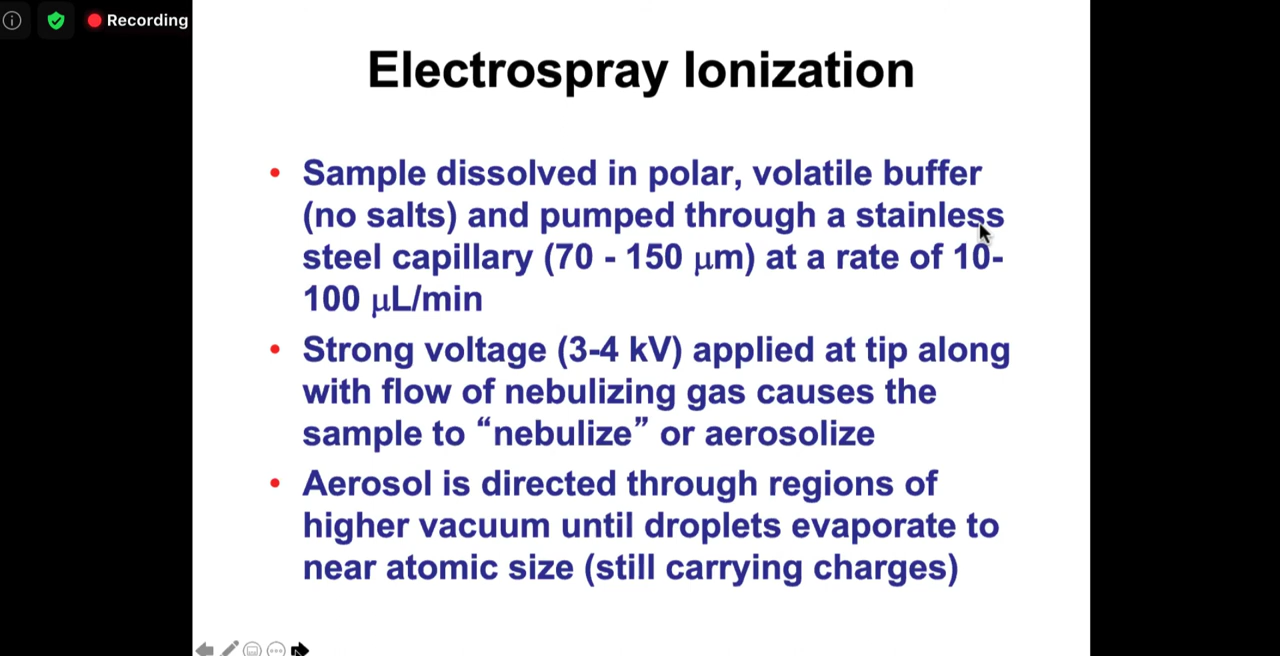 Recording
Electrospray Ionization
• Sample dissolved in polar, volatile buffer
(no salts) and pumped through a stainless
steel capillary (70 - 150 μm) at a rate of 10-
100 μL/min
• Strong voltage (3-4 kV) applied at tip along
with flow of nebulizing gas causes the
sample to “nebulize” or aerosolize
• Aerosol is directed through regions of
higher vacuum until droplets evaporate to
near atomic size (still carrying charges)